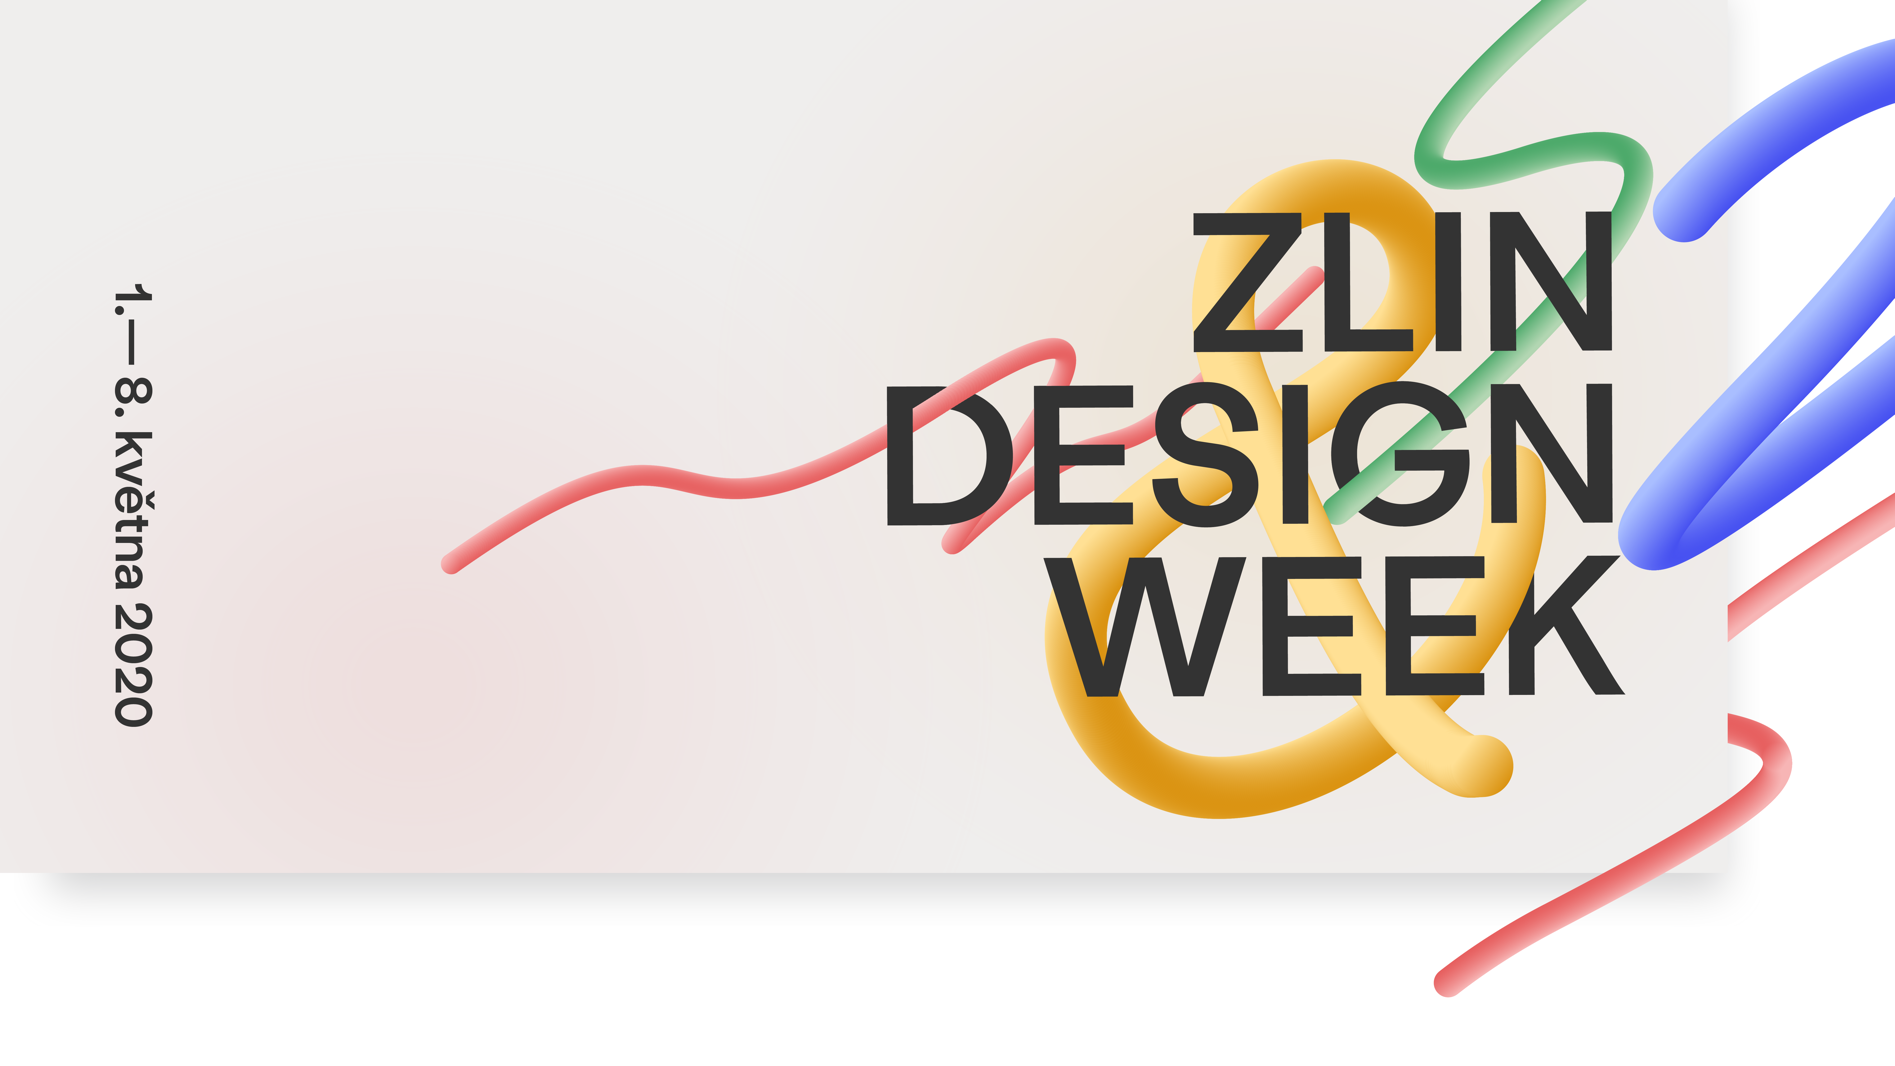 1.— 8. května 2020
ZLIN
DESIGN
WEEK